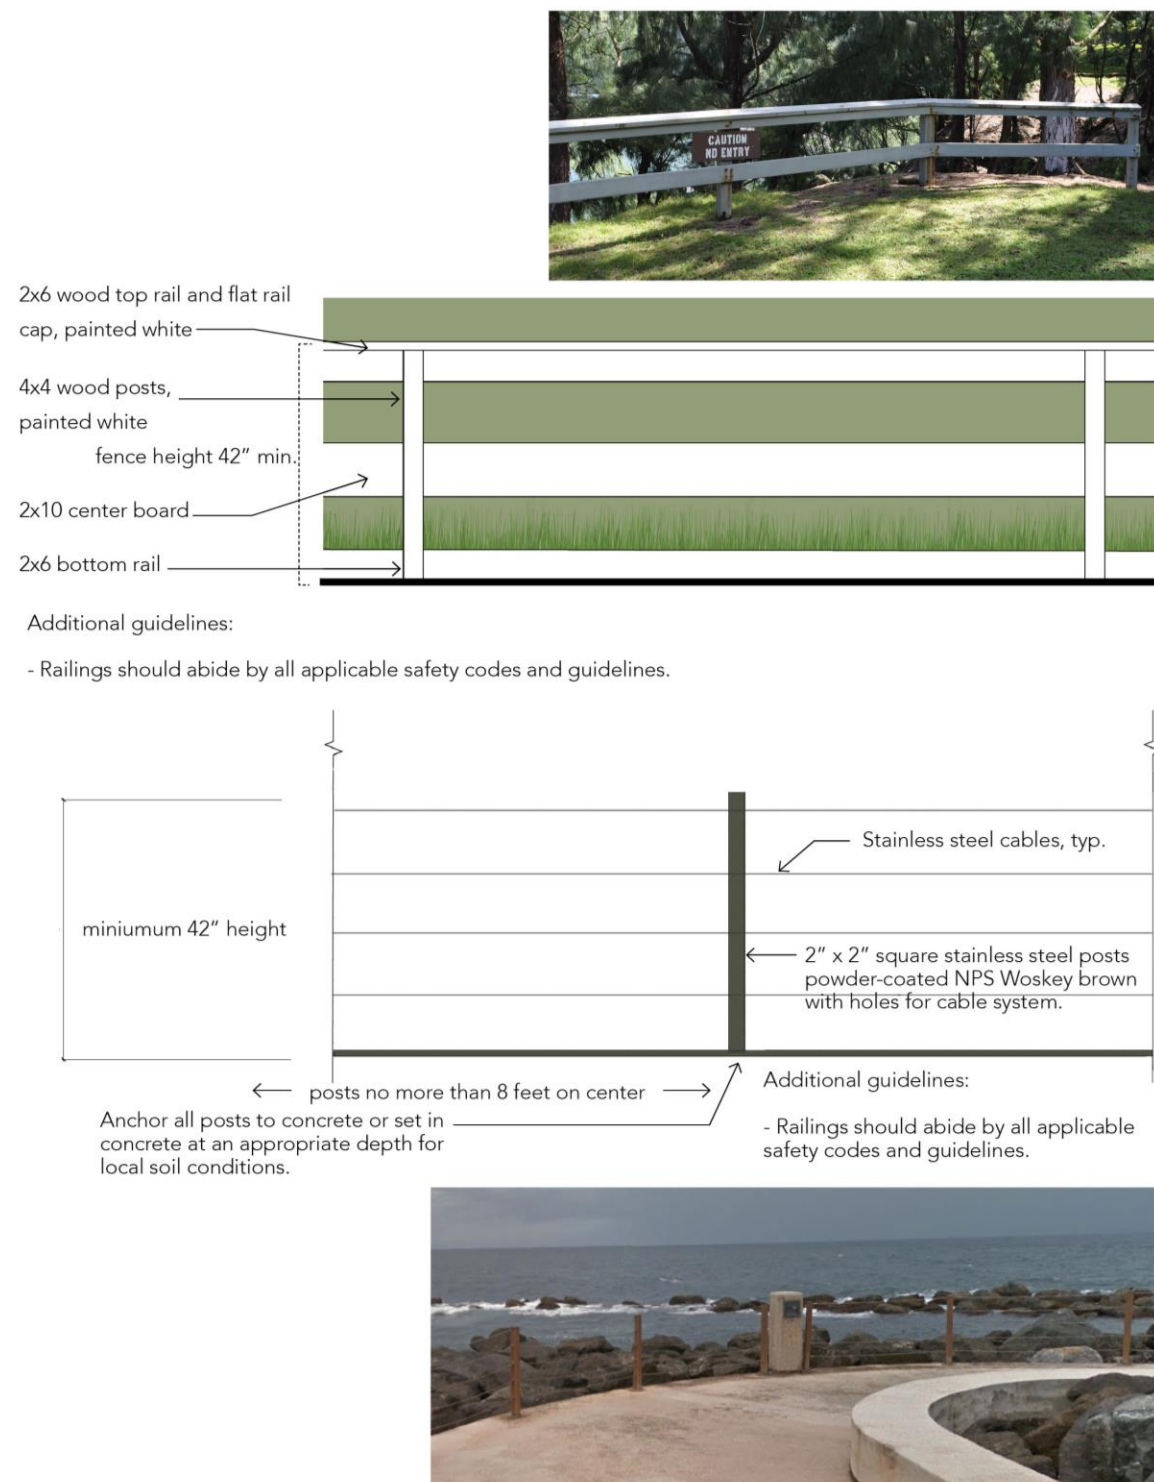 CAUTION
NO ENTRY
2x6 wood top rail and flat rail
cap, painted white
4x4 wood posts,
painted white
fence height 42” min.
2x10 center board
2x6 bottom rail
Additional guidelines:
- Railings should abide by all applicable safety codes and guidelines.
Stainless steel cables, typ.
miniumum 42” height
2” x 2” square stainless steel posts
powder-coated NPS Woskey brown
with holes for cable system.
posts no more than 8 feet on center
Anchor all posts to concrete or set in
concrete at an appropriate depth for
local soil conditions.
Additional guidelines:
- Railings should abide by all applicable
safety codes and guidelines.